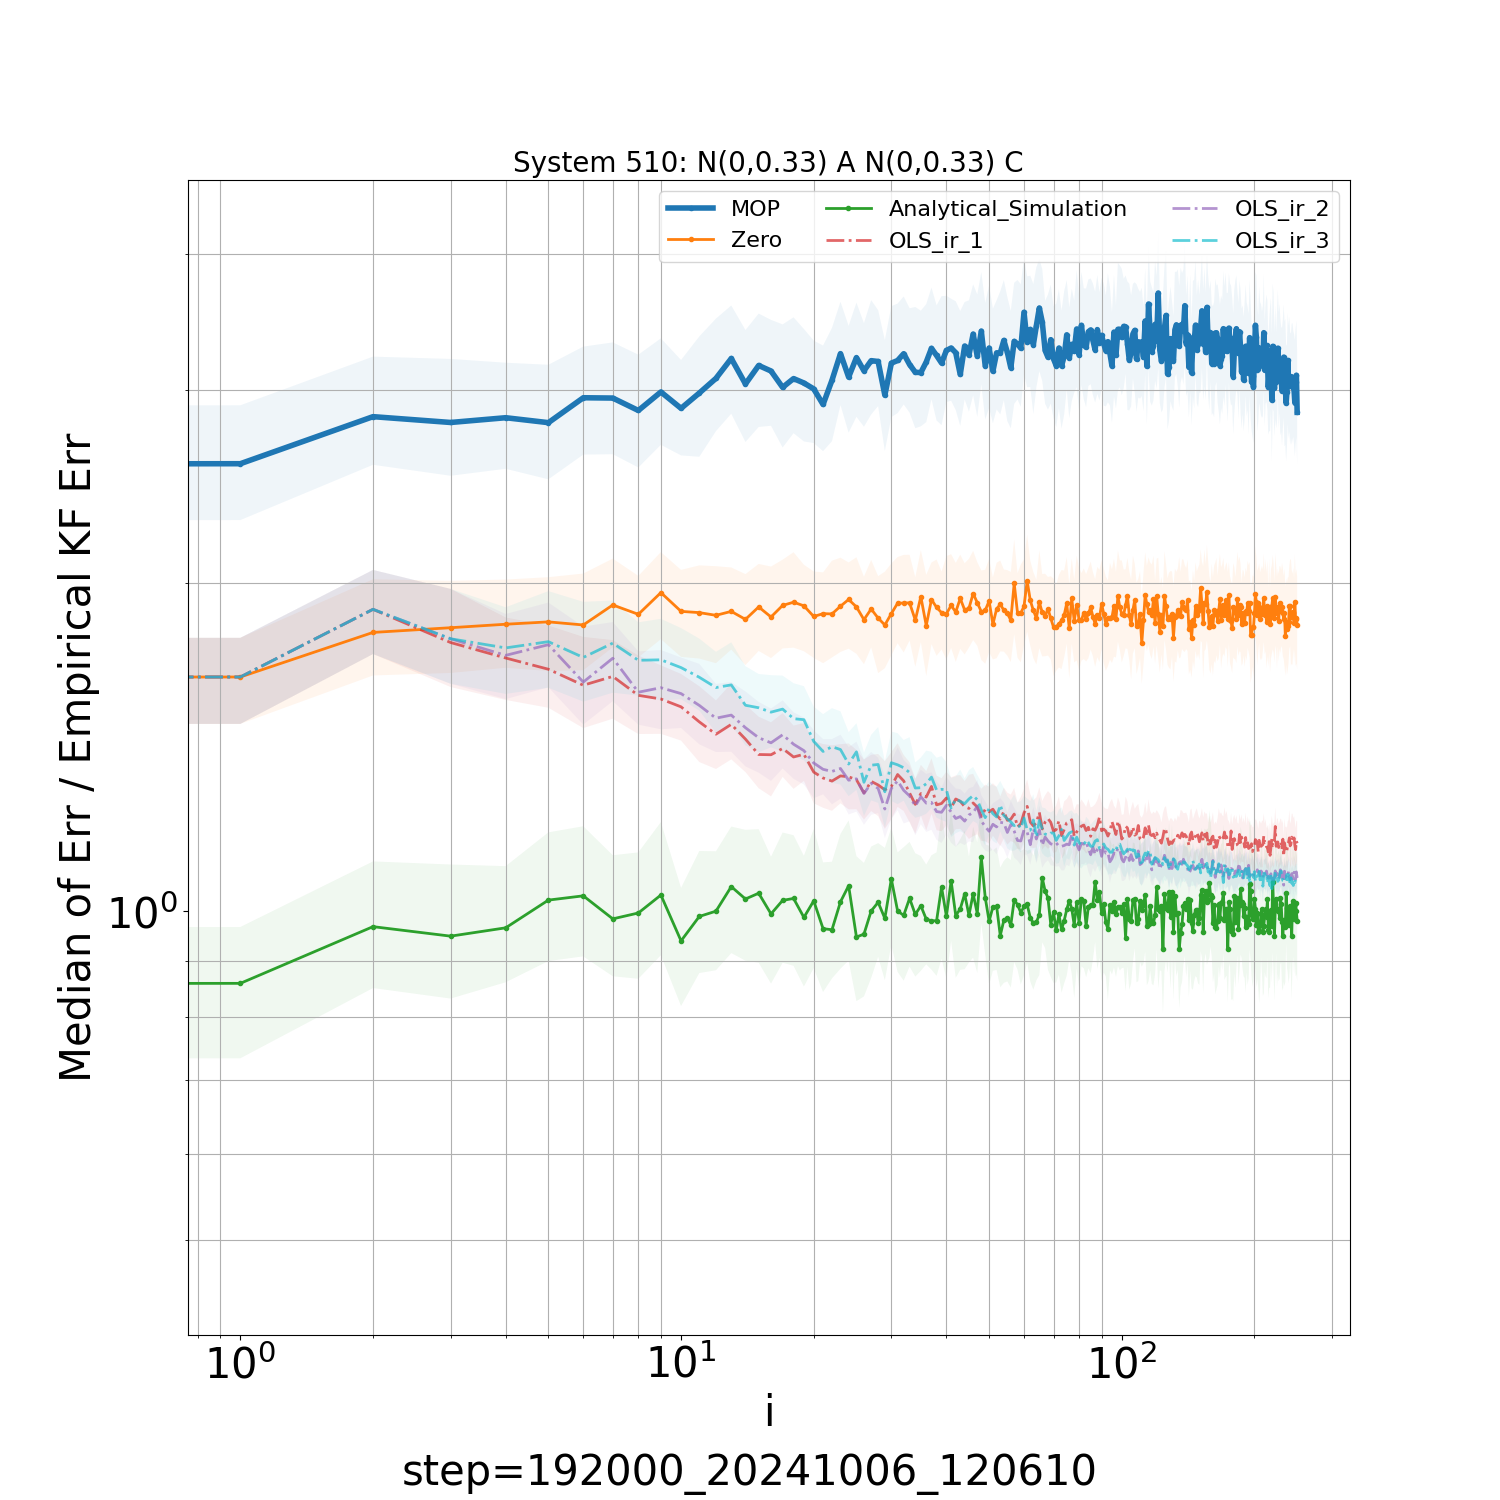 System 510: N(0,0.33) A N(0,0.33) C
MOP
Zero
Analytical_Simulation
OLS_ir_1
OLS_ir_2
OLS_ir_3
Median of Err / Empirical KF Err
10⁰
10⁰ 10¹ 10²
i
step=192000_20241006_120610